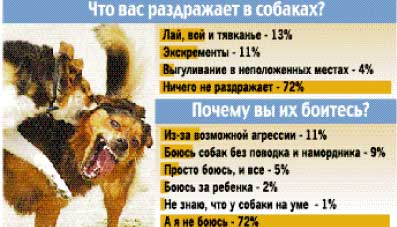 Что вас раздражает в собаках?
Лай, вой и тявканье - 13%
Экскременты - 11%
Выгуливание в неположенных местах - 4%
Ничего не раздражает - 72%
Почему вы их боитесь?
Из-за возможной агрессии - 11%
Боюсь собак без поводка и намордника - 9%
Просто боюсь, и все - 5%
Боюсь за ребенка - 2%
Не знаю, что у собаки на уме - 1%
А я не боюсь - 72%